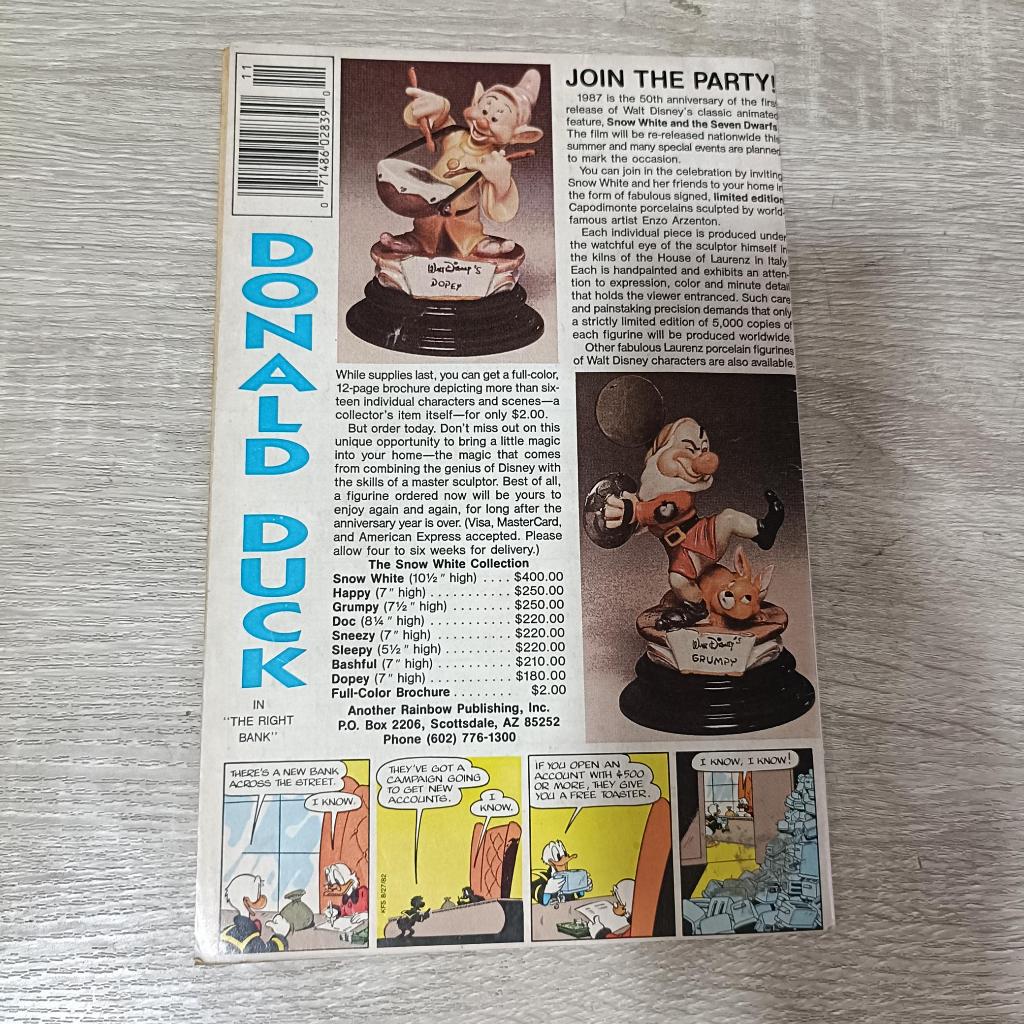 11
0 71486 02839 0
DONALD DUCK
IN
"THE RIGHT
BANK"
Walt Disney's
DOPEY
JOIN THE PARTY!
1987 is the 50th anniversary of the first
release of Walt Disney's classic animated
feature, Snow White and the Seven Dwarfs.
The film will be re-released nationwide this
summer and many special events are planned
to mark the occasion.
You can join in the celebration by inviting
Snow White and her friends to your home in
the form of fabulous signed, limited edition
Capodimonte porcelains sculpted by world-
famous artist Enzo Arzenton.
Each individual piece is produced under
the watchful eye of the sculptor himself in
the kilns of the House of Laurenz in Italy.
Each is handpainted and exhibits an atten-
tion to expression, color and minute detail
that holds the viewer entranced. Such care
and painstaking precision demands that only
a strictly limited edition of 5,000 copies of
each figurine will be produced worldwide.
Other fabulous Laurenz porcelain figurines
of Walt Disney characters are also available.
While supplies last, you can get a full-color,
12-page brochure depicting more than six-
teen individual characters and scenes—a
collector's item itself—for only $2.00.
But order today. Don't miss out on this
unique opportunity to bring a little magic
into your home—the magic that comes
from combining the genius of Disney with
the skills of a master sculptor. Best of all,
a figurine ordered now will be yours to
enjoy again and again, for long after the
anniversary year is over. (Visa, MasterCard,
and American Express accepted. Please
allow four to six weeks for delivery.)
The Snow White Collection
Snow White (10½" high) .... $400.00
Happy (7" high) ........... $250.00
Grumpy (7½" high) ........ $250.00
Doc (8¼" high) ............ $220.00
Sneezy (7" high) .......... $220.00
Sleepy (5½" high) ......... $220.00
Bashful (7" high) .......... $210.00
Dopey (7" high) ........... $180.00
Full-Color Brochure ........ $2.00
Another Rainbow Publishing, Inc.
P.O. Box 2206, Scottsdale, AZ 85252
Phone (602) 776-1300
Walt Disney's
GRUMPY
THERE'S A NEW BANK
ACROSS THE STREET.
I KNOW.
THEY'VE GOT A
CAMPAIGN GOING
TO GET NEW
ACCOUNTS.
I
KNOW.
KFS 8/27/82
IF YOU OPEN AN
ACCOUNT WITH $500
OR MORE, THEY GIVE
YOU A FREE TOASTER.
I KNOW, I KNOW!